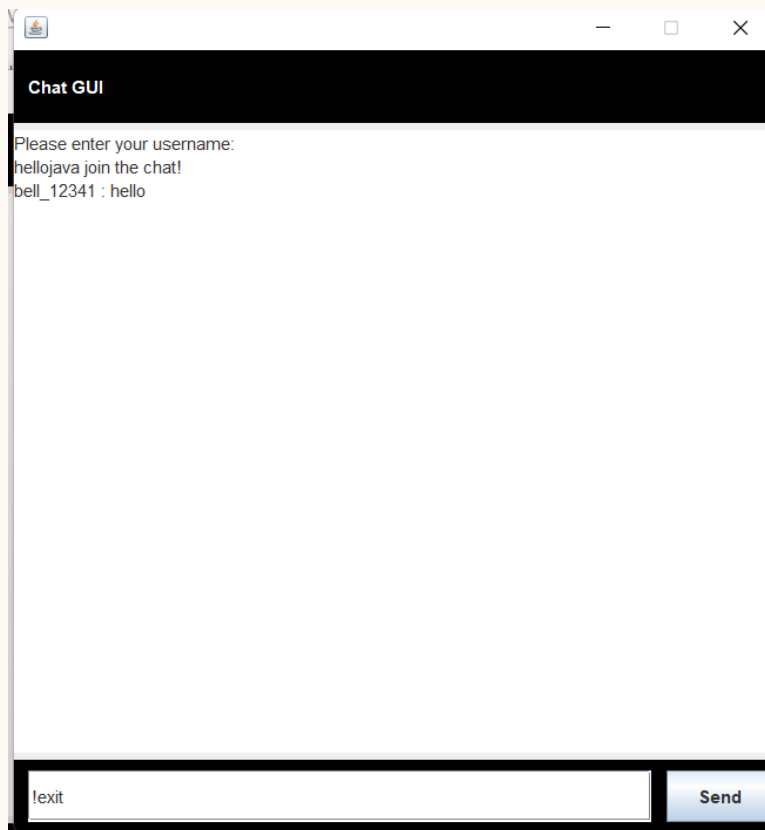 Chat GUI
Please enter your username:
hellojava join the chat!
bell_12341 : hello
!exit
Send